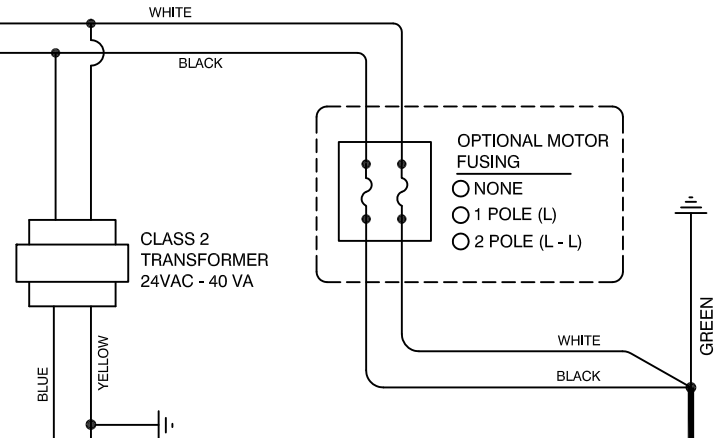 WHITE
BLACK
OPTIONAL MOTOR
FUSING
NONE
1 POLE (L)
2 POLE (L - L)
CLASS 2
TRANSFORMER
24VAC - 40 VA
GREEN
WHITE
BLACK
BLUE
YELLOW